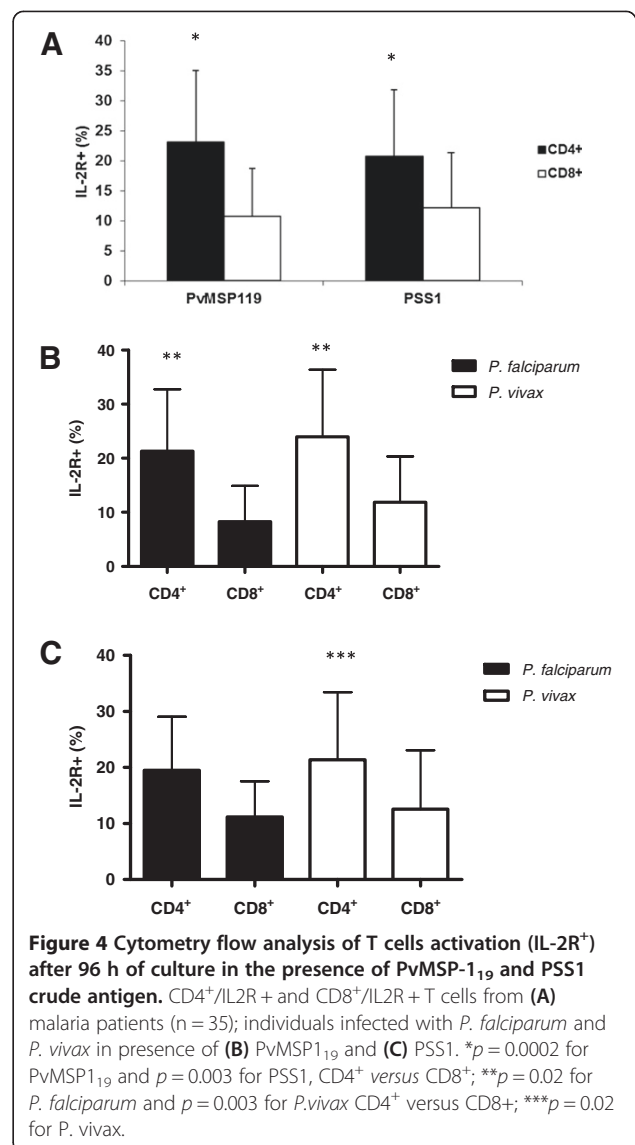 A
*
*
40
35
30
25
20
15
10
5
0
IL-2R+ (%)
CD4+
CD8+
PvMSP119
PSS1
B
**
**
40
30
20
10
0
IL-2R+ (%)
P. falciparum
P. vivax
CD4+
CD8+
CD4+
CD8+
C
***
40
30
20
10
0
IL-2R+ (%)
P. falciparum
P. vivax
CD4+
CD8+
CD4+
CD8+
Figure 4 Cytometry flow analysis of T cells activation (IL-2R+)
after 96 h of culture in the presence of PvMSP-119 and PSS1
crude antigen. CD4+/IL2R + and CD8+/IL2R + T cells from (A)
malaria patients (n = 35); individuals infected with P. falciparum and
P. vivax in presence of (B) PvMSP119 and (C) PSS1. *p = 0.0002 for
PvMSP119 and p = 0.003 for PSS1, CD4+ versus CD8+; **p = 0.02 for
P. falciparum and p = 0.003 for P.vivax CD4+ versus CD8+; ***p = 0.02
for P. vivax.